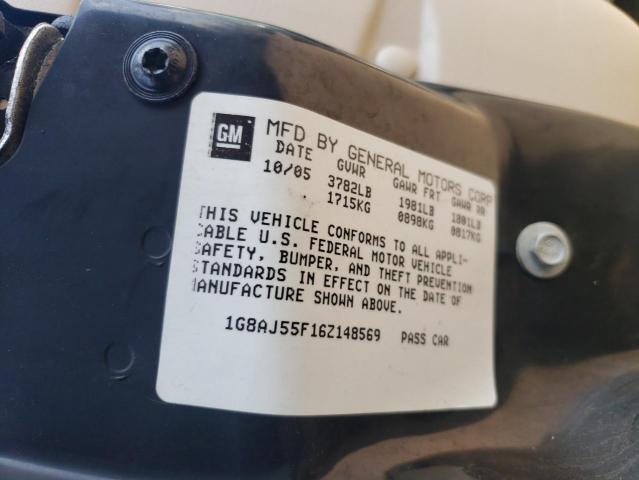 GM
MFD BY GENERAL MOTORS CORP
DATE GVWR GAWR FRT GAWR RR
10/05 3782LB 1981LB 1801LB
1715KG 0898KG 0817KG
THIS VEHICLE CONFORMS TO ALL APPLI-
CABLE U.S. FEDERAL MOTOR VEHICLE
SAFETY, BUMPER, AND THEFT PREVENTION
STANDARDS IN EFFECT ON THE DATE OF
MANUFACTURE SHOWN ABOVE.
1G8AJ55F16Z148569 PASS CAR